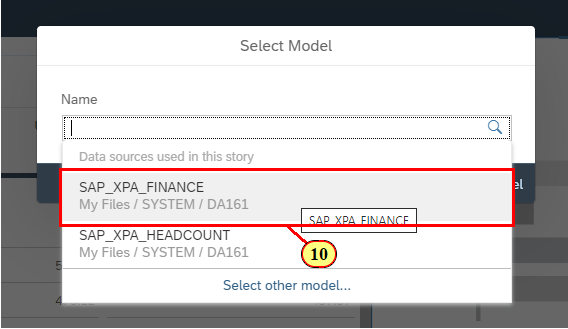 Select Model
Name
Data sources used in this story
SAP_XPA_FINANCE
My Files / SYSTEM / DA161
SAP_XPA_FINANCE
SAP_XPA_HEADCOUNT
My Files / SYSTEM / DA161
10
Select other model...